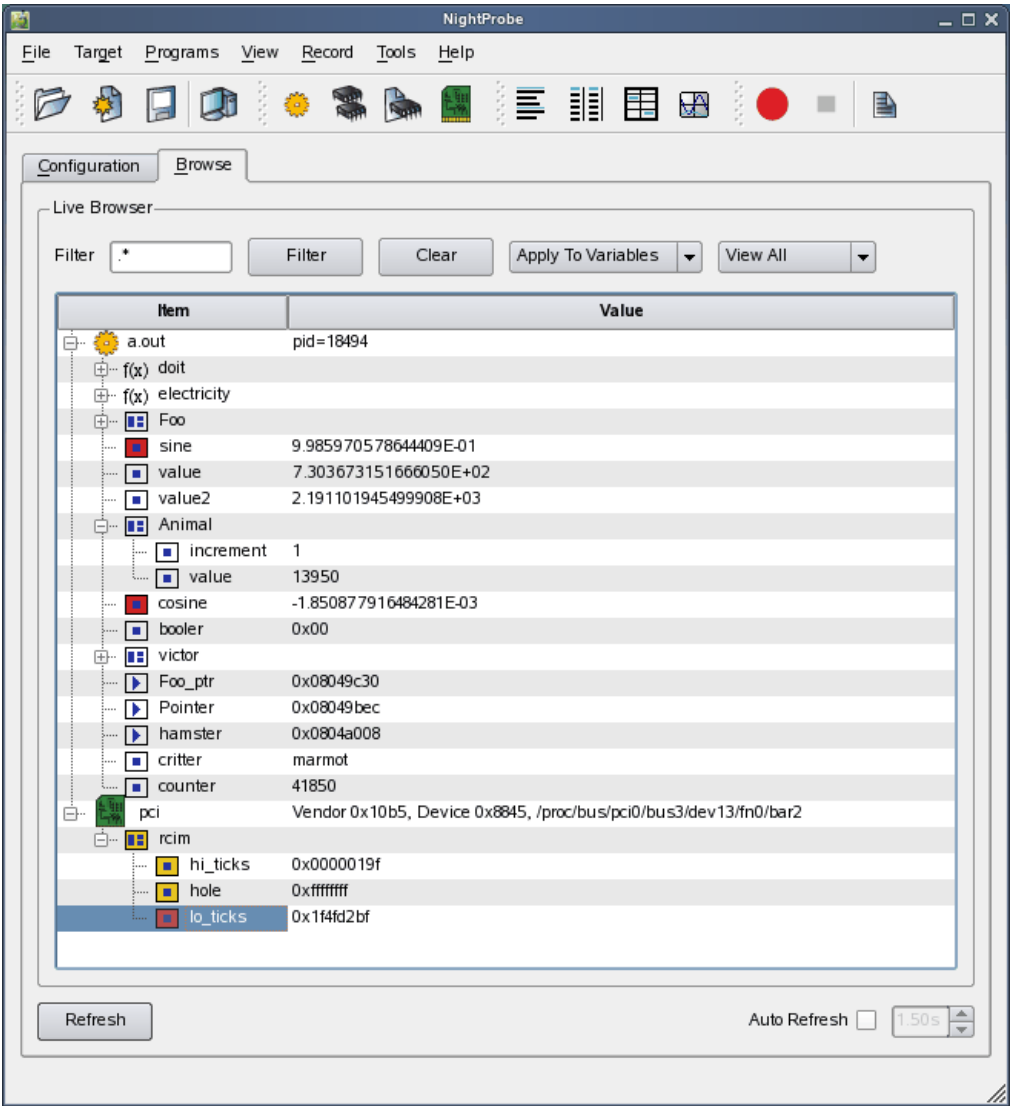 NightProbe
File Target Programs View Record Tools Help
Configuration Browse
Live Browser
Filter .* Filter Clear Apply To Variables View All
Item Value
a.out pid=18494
f(x) doit
f(x) electricity
Foo
sine 9.985970578644409E-01
value 7.303673151666050E+02
value2 2.191101945499908E+03
Animal
increment 1
value 13950
cosine -1.850877916484281E-03
booler 0x00
victor
Foo_ptr 0x08049c30
Pointer 0x08049bec
hamster 0x0804a008
critter marmot
counter 41850
pci Vendor 0x10b5, Device 0x8845, /proc/bus/pci0/bus3/dev13/fn0/bar2
rcim
hi_ticks 0x0000019f
hole 0xffffffff
lo_ticks 0x1f4fd2bf
Refresh Auto Refresh 1.50s